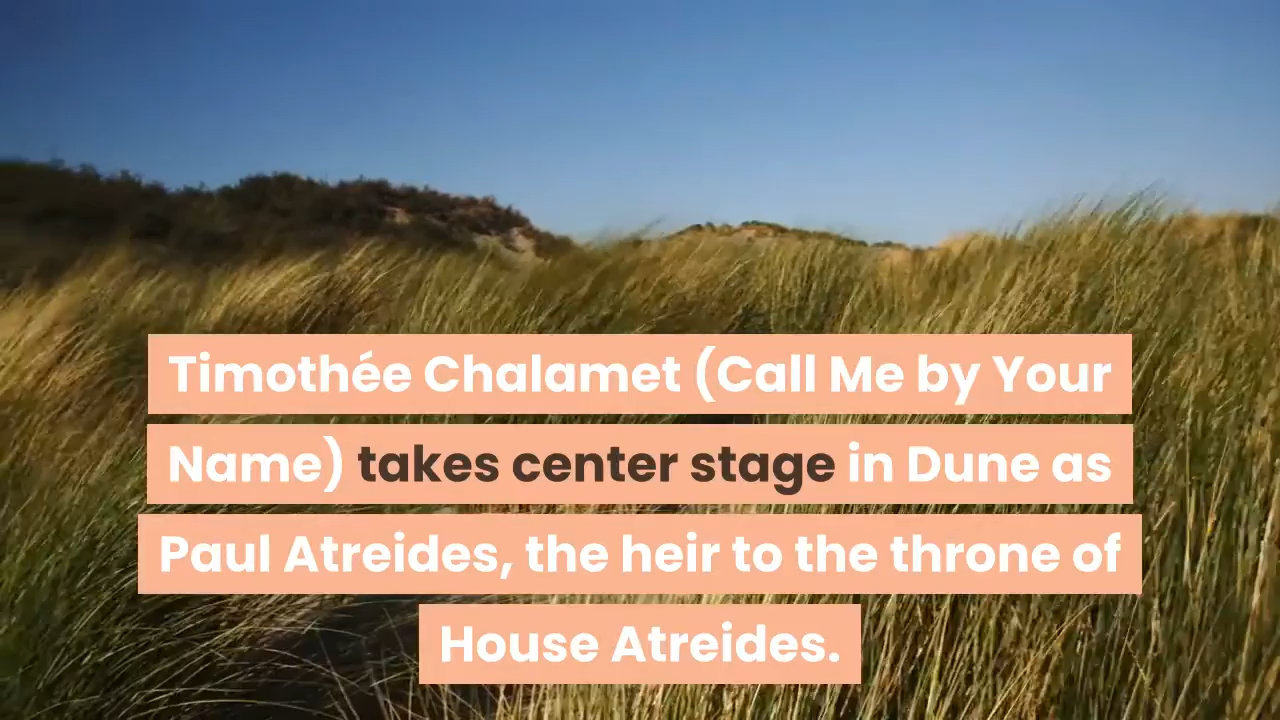 Timothée Chalamet (Call Me by Your
Name) takes center stage in Dune as
Paul Atreides, the heir to the throne of
House Atreides.